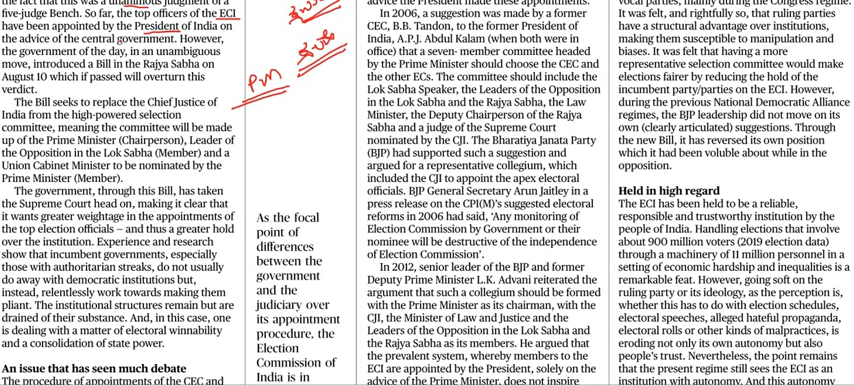 the fact that this was a unanimous judgment of a
five-judge Bench. So far, the top officers of the ECI
have been appointed by the President of India on
the advice of the central government. However,
the government of the day, in an unambiguous
move, introduced a Bill in the Rajya Sabha on
August 10 which if passed will overturn this
verdict.
The Bill seeks to replace the Chief Justice of
India from the high-powered selection
committee, meaning the committee will be made
up of the Prime Minister (Chairperson), Leader of
the Opposition in the Lok Sabha (Member) and a
Union Cabinet Minister to be nominated by the
Prime Minister (Member).
The government, through this Bill, has taken
the Supreme Court head on, making it clear that
it wants greater weightage in the appointments of
the top election officials – and thus a greater hold
over the institution. Experience and research
show that incumbent governments, especially
those with authoritarian streaks, do not usually
do away with democratic institutions but,
instead, relentlessly work towards making them
pliant. The institutional structures remain but are
drained of their substance. And, in this case, one
is dealing with a matter of electoral winnability
and a consolidation of state power.
An issue that has seen much debate
The procedure of appointments of the CEC and
PM
As the focal
point of
differences
between the
government
and the
judiciary over
its appointment
procedure, the
Election
Commission of
India is in
advice the President made these appointments.
In 2006, a suggestion was made by a former
CEC, B.B. Tandon, to the former President of
India, A.P.J. Abdul Kalam (when both were in
office) that a seven- member committee headed
by the Prime Minister should choose the CEC and
the other ECs. The committee should include the
Lok Sabha Speaker, the Leaders of the Opposition
in the Lok Sabha and the Rajya Sabha, the Law
Minister, the Deputy Chairperson of the Rajya
Sabha and a judge of the Supreme Court
nominated by the CJI. The Bharatiya Janata Party
(BJP) had supported such a suggestion and
argued for a representative collegium, which
included the CJI to appoint the apex electoral
officials. BJP General Secretary Arun Jaitley in a
press release on the CPI(M)’s suggested electoral
reforms in 2006 had said, ‘Any monitoring of
Election Commission by Government or their
nominee will be destructive of the independence
of Election Commission’.
In 2012, senior leader of the BJP and former
Deputy Prime Minister L.K. Advani reiterated the
argument that such a collegium should be formed
with the Prime Minister as its chairman, with the
CJI, the Minister of Law and Justice and the
Leaders of the Opposition in the Lok Sabha and
the Rajya Sabha as its members. He argued that
the prevalent system, whereby members to the
ECI are appointed by the President, solely on the
advice of the Prime Minister, does not inspire
vocal parties, mainly during the Congress regime.
It was felt, and rightfully so, that ruling parties
have a structural advantage over institutions,
making them susceptible to manipulation and
biases. It was felt that having a more
representative selection committee would make
elections fairer by reducing the hold of the
incumbent party/parties on the ECI. However,
during the previous National Democratic Alliance
regimes, the BJP leadership did not move on its
own (clearly articulated) suggestions. Through
the new Bill, it has reversed its own position
which it had been voluble about while in the
opposition.
Held in high regard
The ECI has been held to be a reliable,
responsible and trustworthy institution by the
people of India. Handling elections that involve
about 900 million voters (2019 election data)
through a machinery of 11 million personnel in a
setting of economic hardship and inequalities is a
remarkable feat. However, going soft on the
ruling party or its ideology, as the perception is,
whether this has to do with election schedules,
electoral speeches, alleged hateful propaganda,
electoral rolls or other kinds of malpractices, is
eroding not only its own autonomy but also
people’s trust. Nevertheless, the point remains
that the present regime still sees the ECI as an
institution with autonomy. And this autonomy